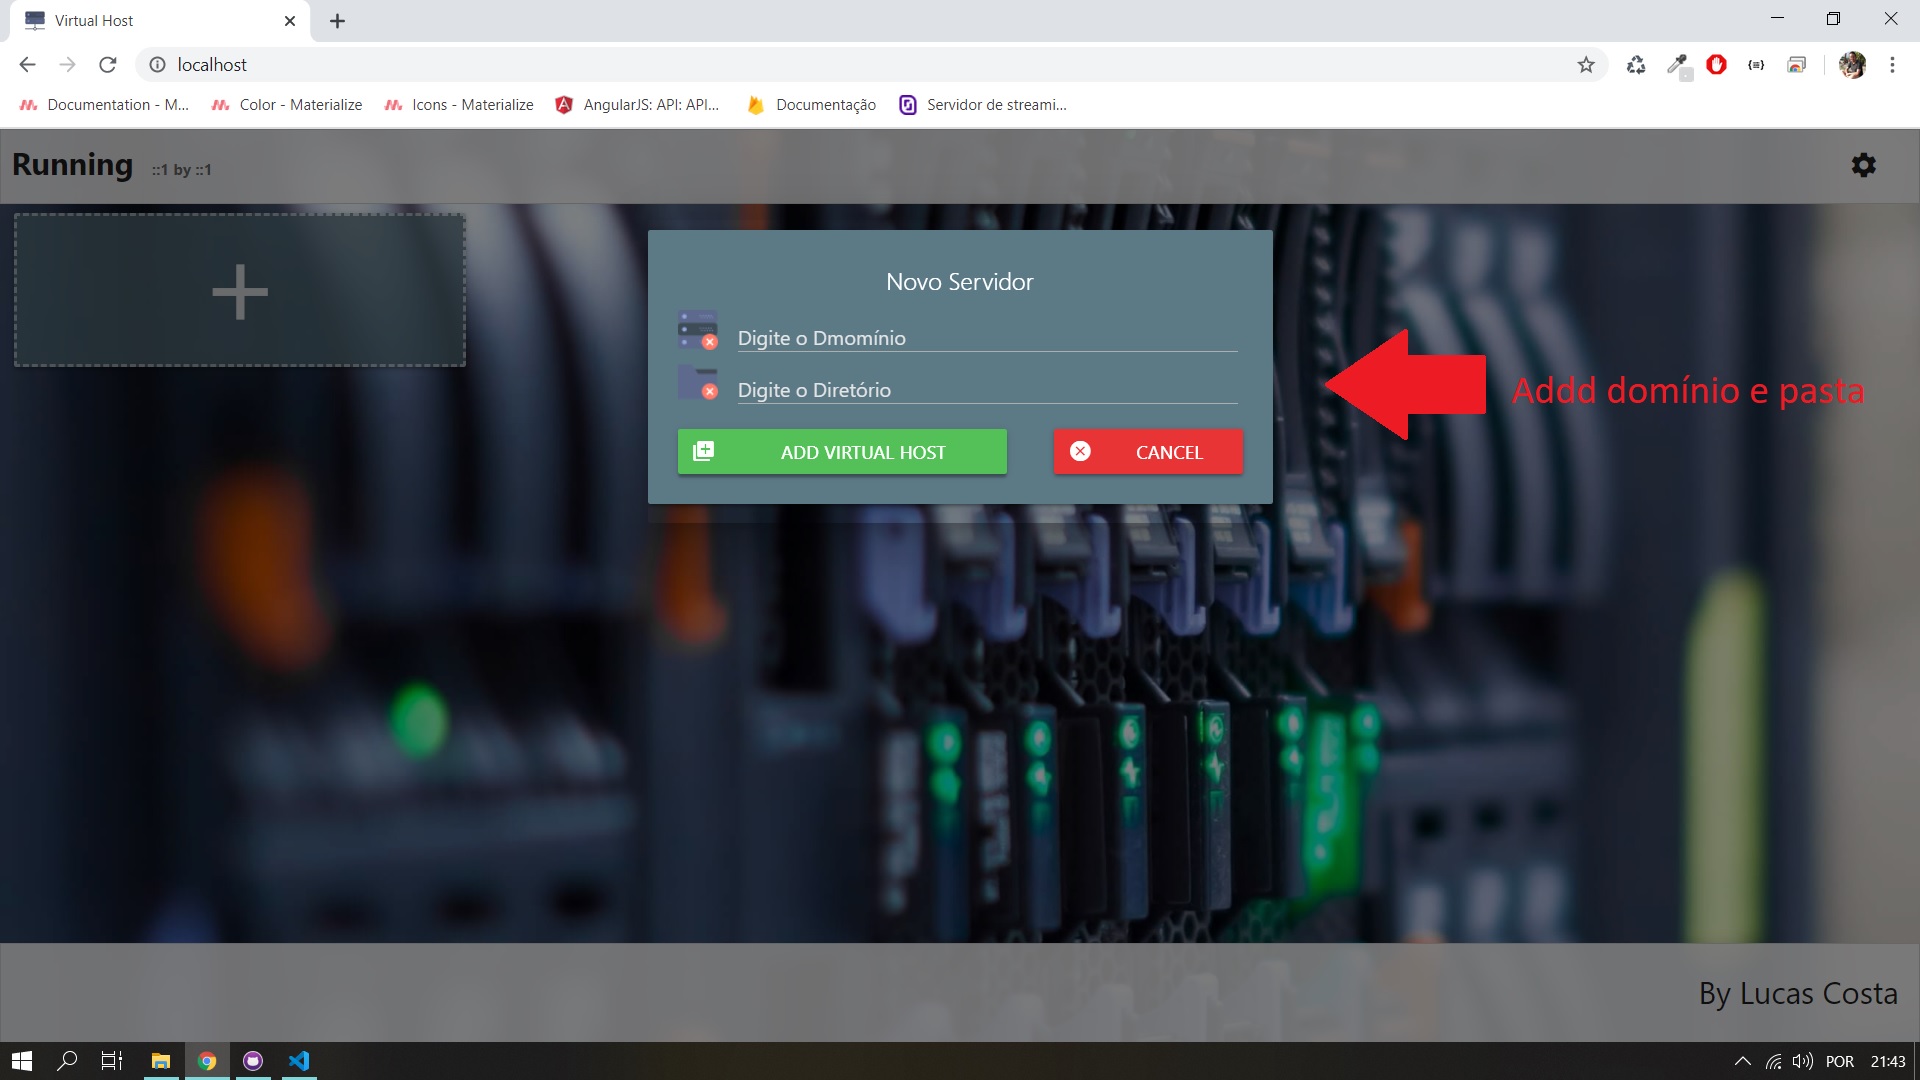 Virtual Host
localhost
Documentation - M...
Color - Materialize
Icons - Materialize
AngularJS: API: API...
Documentação
Servidor de streami...
Running
::1 by ::1
Novo Servidor
Digite o Dmomínio
Digite o Diretório
ADD VIRTUAL HOST
CANCEL
Addd domínio e pasta
By Lucas Costa
POR
21:43